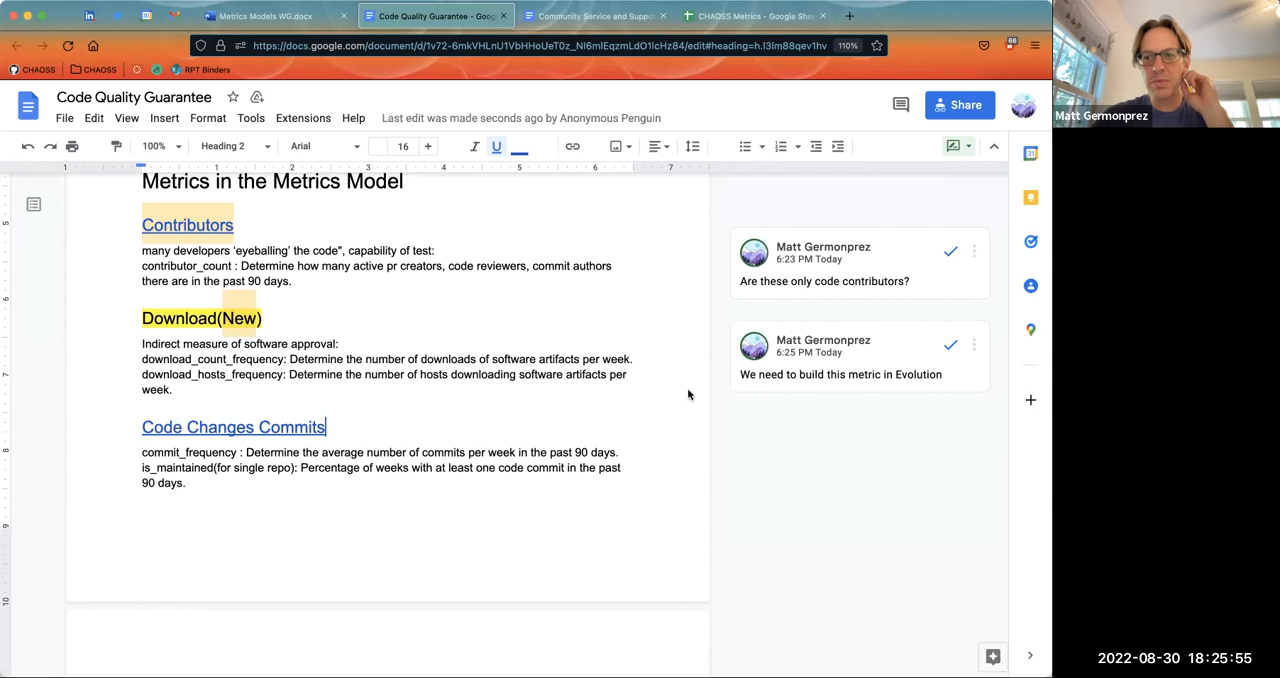 Metrics Models WG.docx
Code Quality Guarantee - Goog
Community Service and Suppo
CHAOSS Metrics - Google She
https://docs.google.com/document/d/1v72-6mkVHLnU1VbHHoUeT0z_NI6mIEqzmLdO1lcHz84/edit#heading=h.l3lm88qev1hv
110%
66
CHAOSS
CHAOSS
RPT Binders
Code Quality Guarantee
File Edit View Insert Format Tools Extensions Help
Last edit was made seconds ago by Anonymous Penguin
Share
100%
Heading 2
Arial
16
Metrics in the Metrics Model
Contributors
many developers ‘eyeballing’ the code", capability of test:
contributor_count : Determine how many active pr creators, code reviewers, commit authors
there are in the past 90 days.
Download(New)
Indirect measure of software approval:
download_count_frequency: Determine the number of downloads of software artifacts per week.
download_hosts_frequency: Determine the number of hosts downloading software artifacts per
week.
Code Changes Commits
commit_frequency : Determine the average number of commits per week in the past 90 days.
is_maintained(for single repo): Percentage of weeks with at least one code commit in the past
90 days.
Matt Germonprez
6:23 PM Today
Are these only code contributors?
Matt Germonprez
6:25 PM Today
We need to build this metric in Evolution
Matt Germonprez
2022-08-30 18:25:55